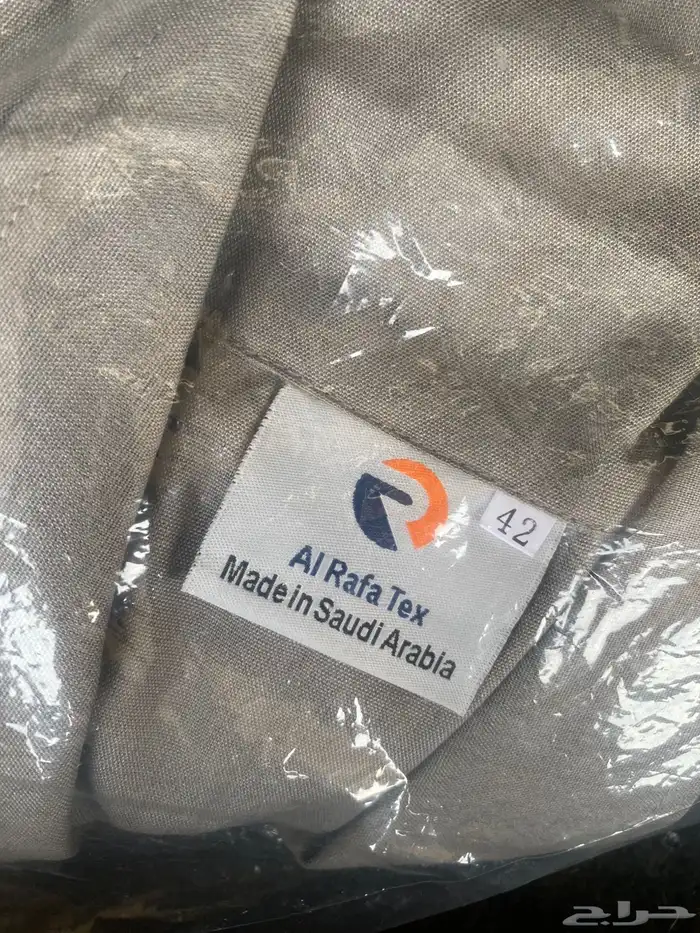 42
Al Rafa Tex
Made in Saudi Arabia
حراج